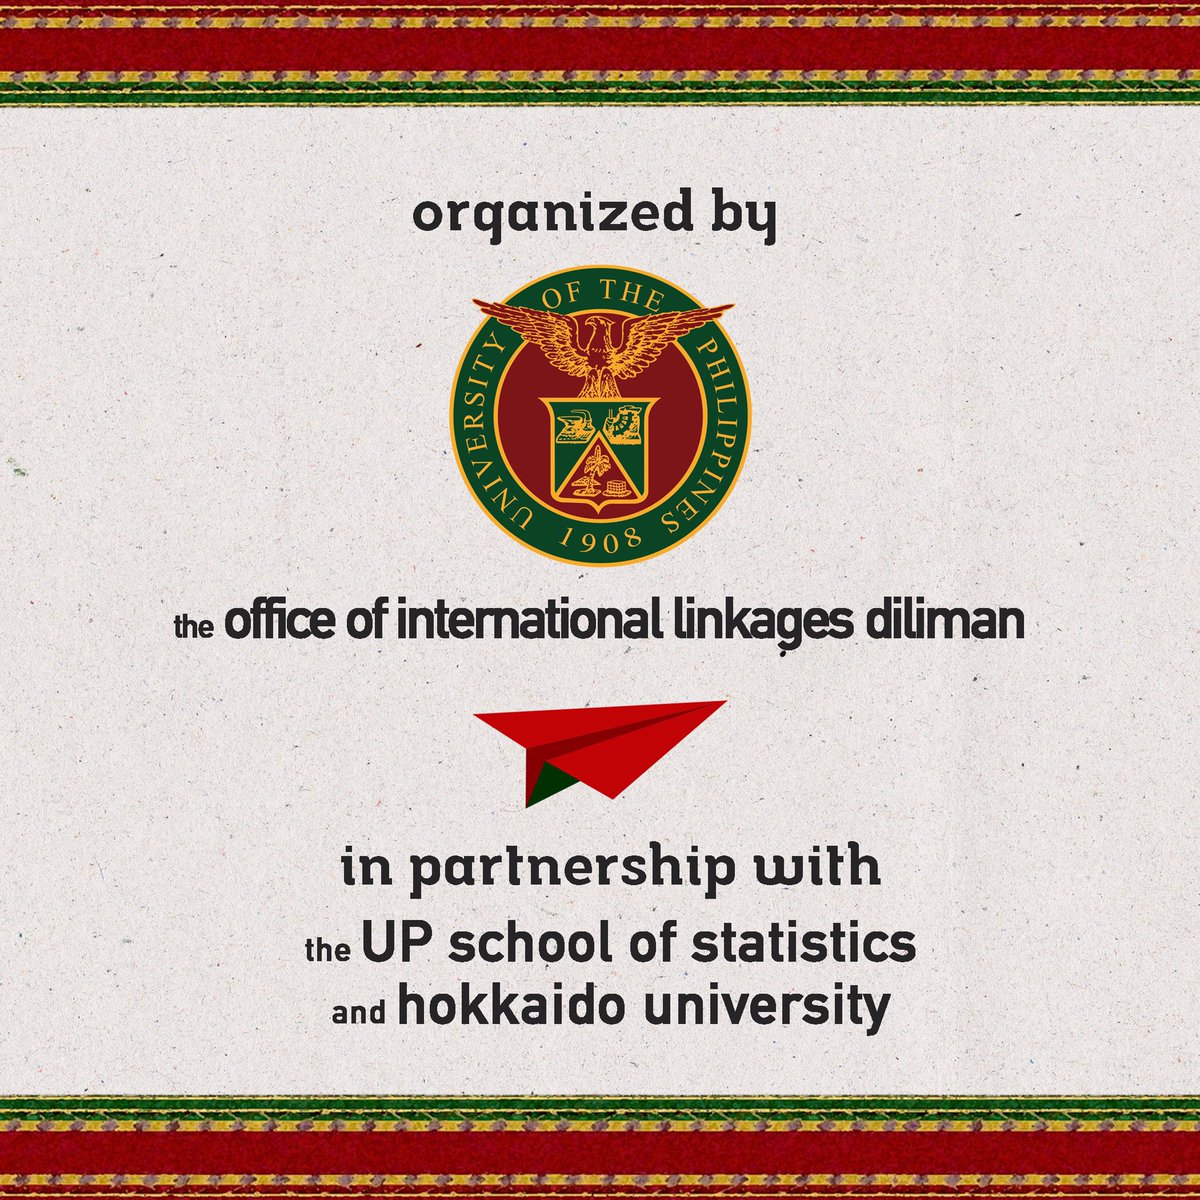 organized by
UNIVERSITY OF THE PHILIPPINES
1908
the office of international linkages diliman
in partnership with
the UP school of statistics
and hokkaido university